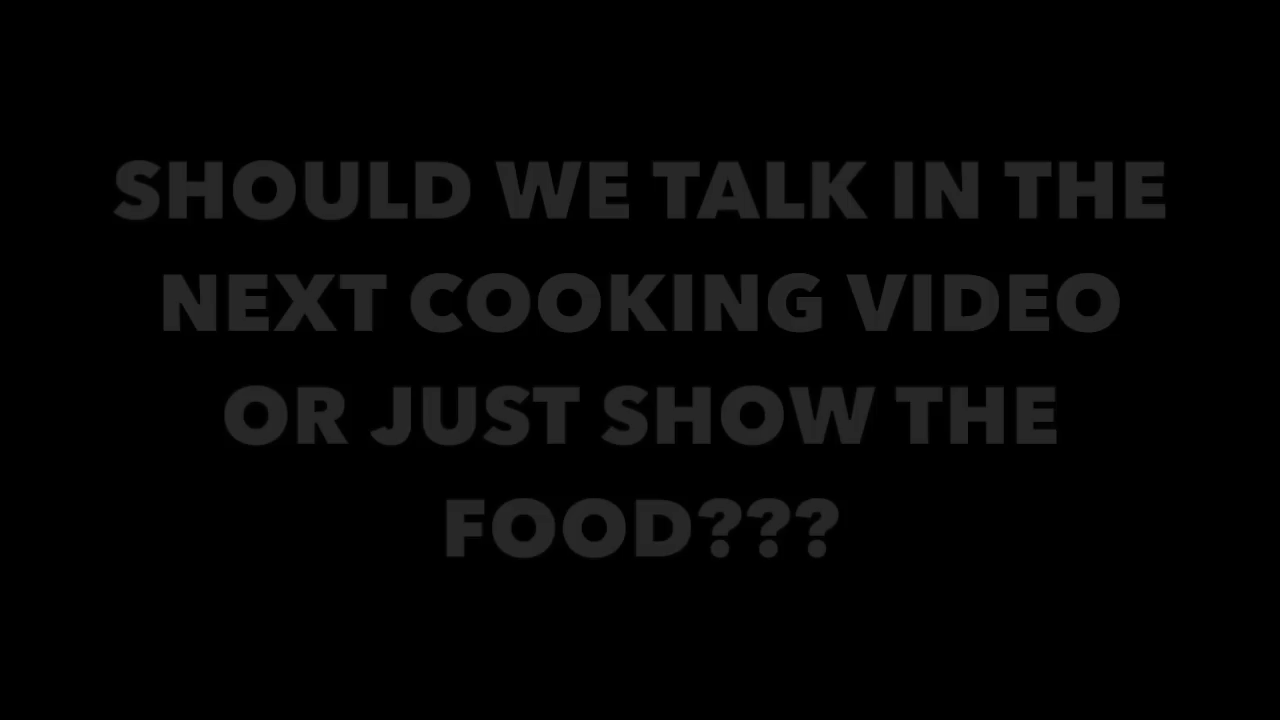 SHOULD WE TALK IN THE
NEXT COOKING VIDEO
OR JUST SHOW THE
FOOD???